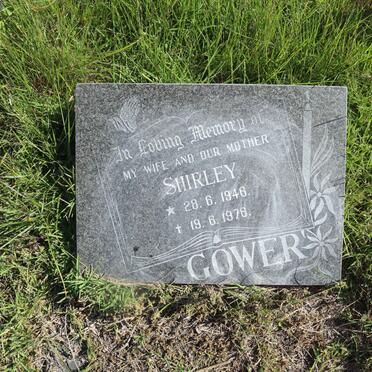 In Loving Memory of
MY WIFE AND OUR MOTHER
SHIRLEY
* 28.6.1946.
† 19.6.1976.
GOWER